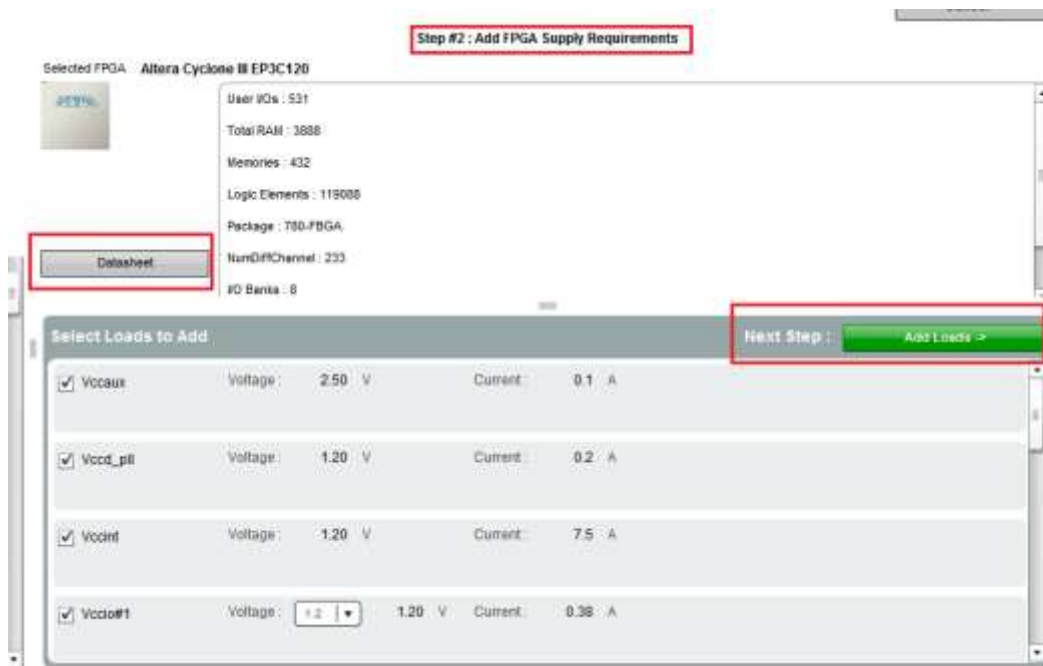 Step #2 : Add FPGA Supply Requirements
Selected FPGA Altera Cyclone III EP3C120
User I/Os : 531
Total RAM : 3888
Memories : 432
Logic Elements : 119088
Package : 780-FBGA
Datasheet
NumDiffChannel : 233
I/O Banks : 8
Select Loads to Add
Next Step : Add Loads ->
Vccaux Voltage : 2.50 V Current : 0.1 A
Vccd_pll Voltage : 1.20 V Current : 0.2 A
Vccint Voltage : 1.20 V Current : 7.5 A
Vccio#1 Voltage : 1.2 1.20 V Current : 0.38 A